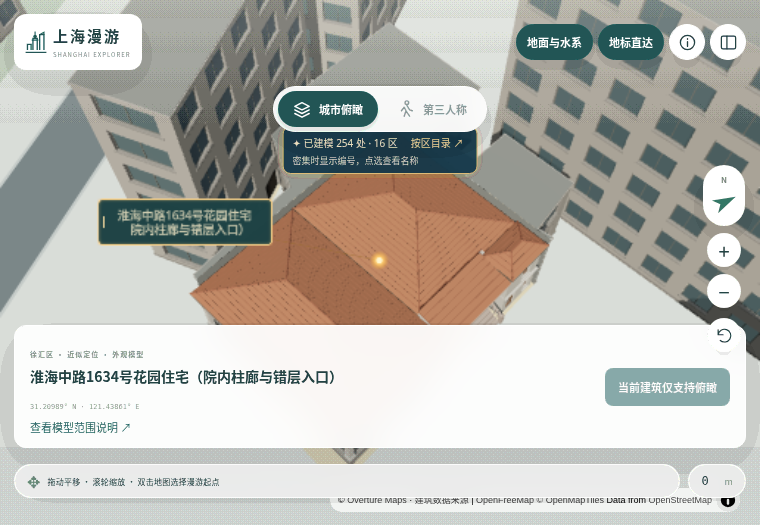 上海漫游
SHANGHAI EXPLORER
地面与水系
地标直达
城市俯瞰
第三人称
✦ 已建模 254 处 · 16 区 按区目录 ↗
密集时显示编号，点选查看名称
淮海中路1634号花园住宅
院内柱廊与错层入口）
N
+
−
徐汇区 · 近似定位 · 外观模型
淮海中路1634号花园住宅（院内柱廊与错层入口）
当前建筑仅支持俯瞰
31.20989° N · 121.43861° E
查看模型范围说明 ↗
拖动平移 · 滚轮缩放 · 双击地图选择漫游起点
0 m
© Overture Maps · 建筑数据来源 | OpenFreeMap © OpenMapTiles Data from OpenStreetMap